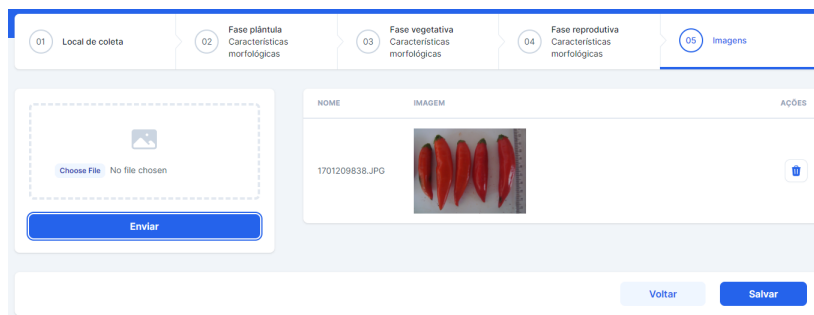 01
Local de coleta
02
Fase plântula
Características
morfológicas
03
Fase vegetativa
Características
morfológicas
04
Fase reprodutiva
Características
morfológicas
05
Imagens
Choose File No file chosen
Enviar
NOME IMAGEM AÇÕES
1701209838.JPG
Voltar
Salvar